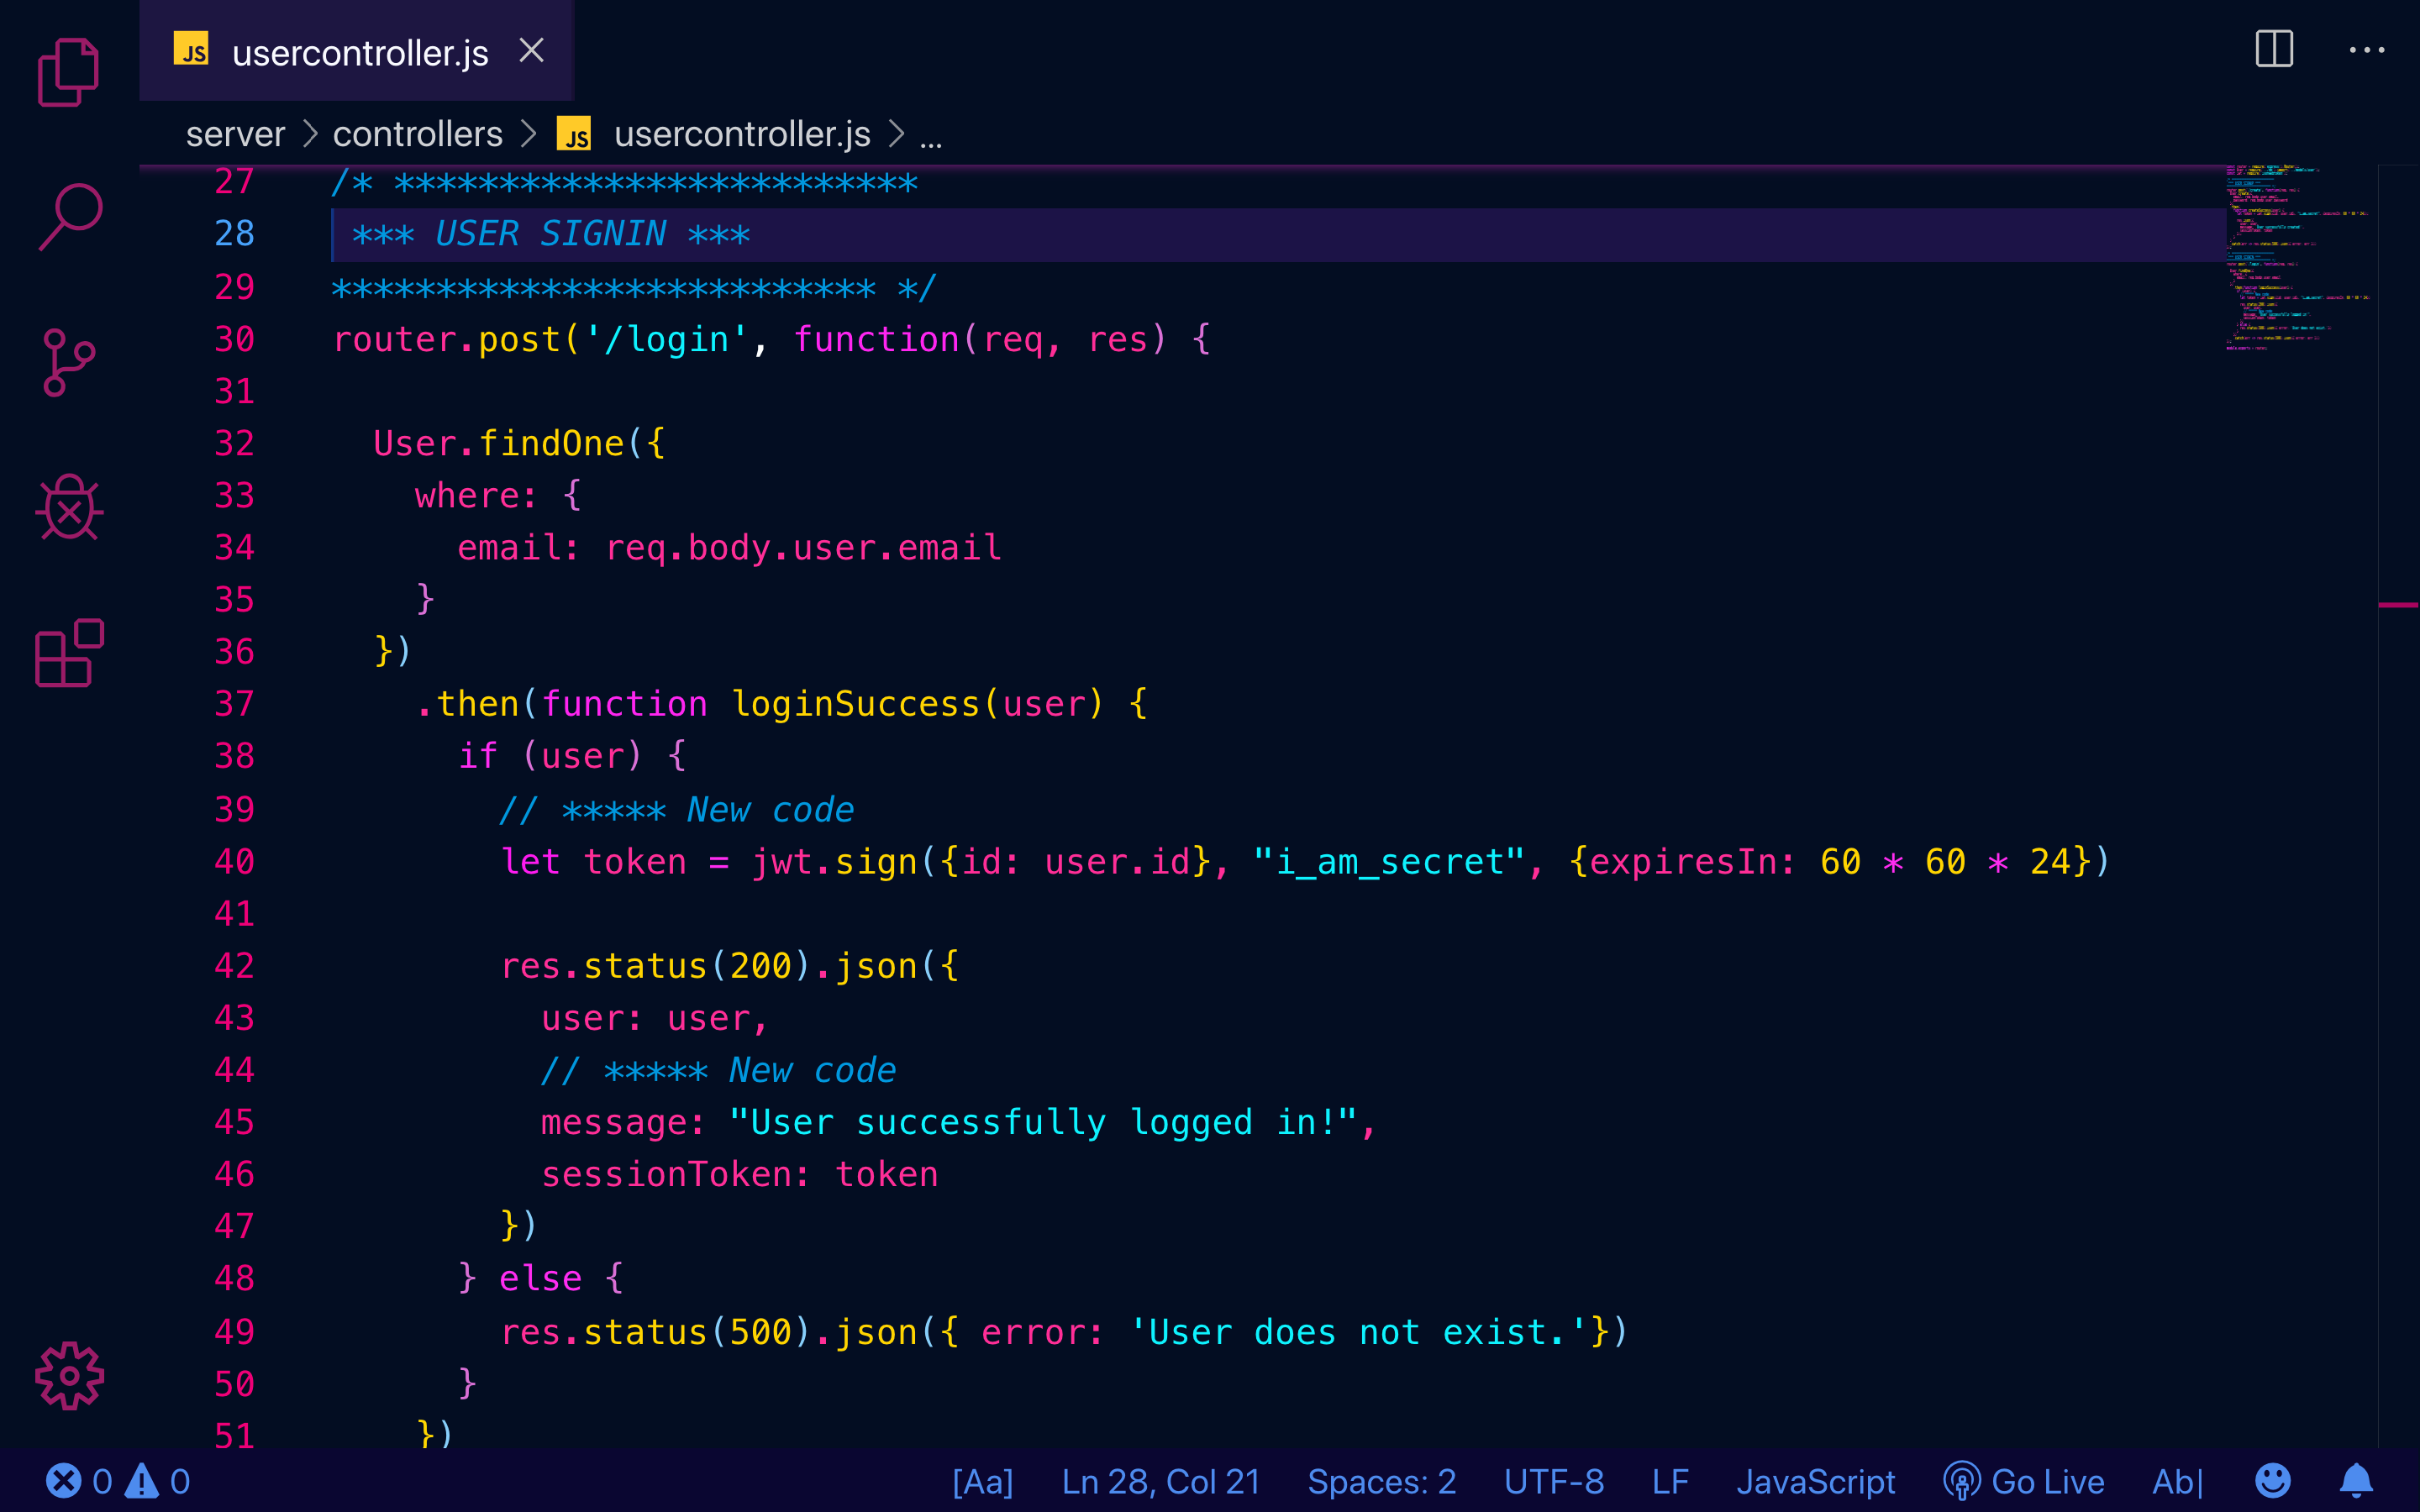 JS usercontroller.js
server > controllers > JS usercontroller.js > ...
27 /* *************************
28  *** USER SIGNIN ***
29 ************************** */
30 router.post('/login', function(req, res) {
31
32   User.findOne({
33     where: {
34       email: req.body.user.email
35     }
36   })
37     .then(function loginSuccess(user) {
38       if (user) {
39         // ***** New code
40         let token = jwt.sign({id: user.id}, "i_am_secret", {expiresIn: 60 * 60 * 24})
41
42         res.status(200).json({
43           user: user,
44           // ***** New code
45           message: "User successfully logged in!",
46           sessionToken: token
47         })
48       } else {
49         res.status(500).json({ error: 'User does not exist.'})
50       }
51     })
0 0 [Aa] Ln 28, Col 21 Spaces: 2 UTF-8 LF JavaScript Go Live Ab|